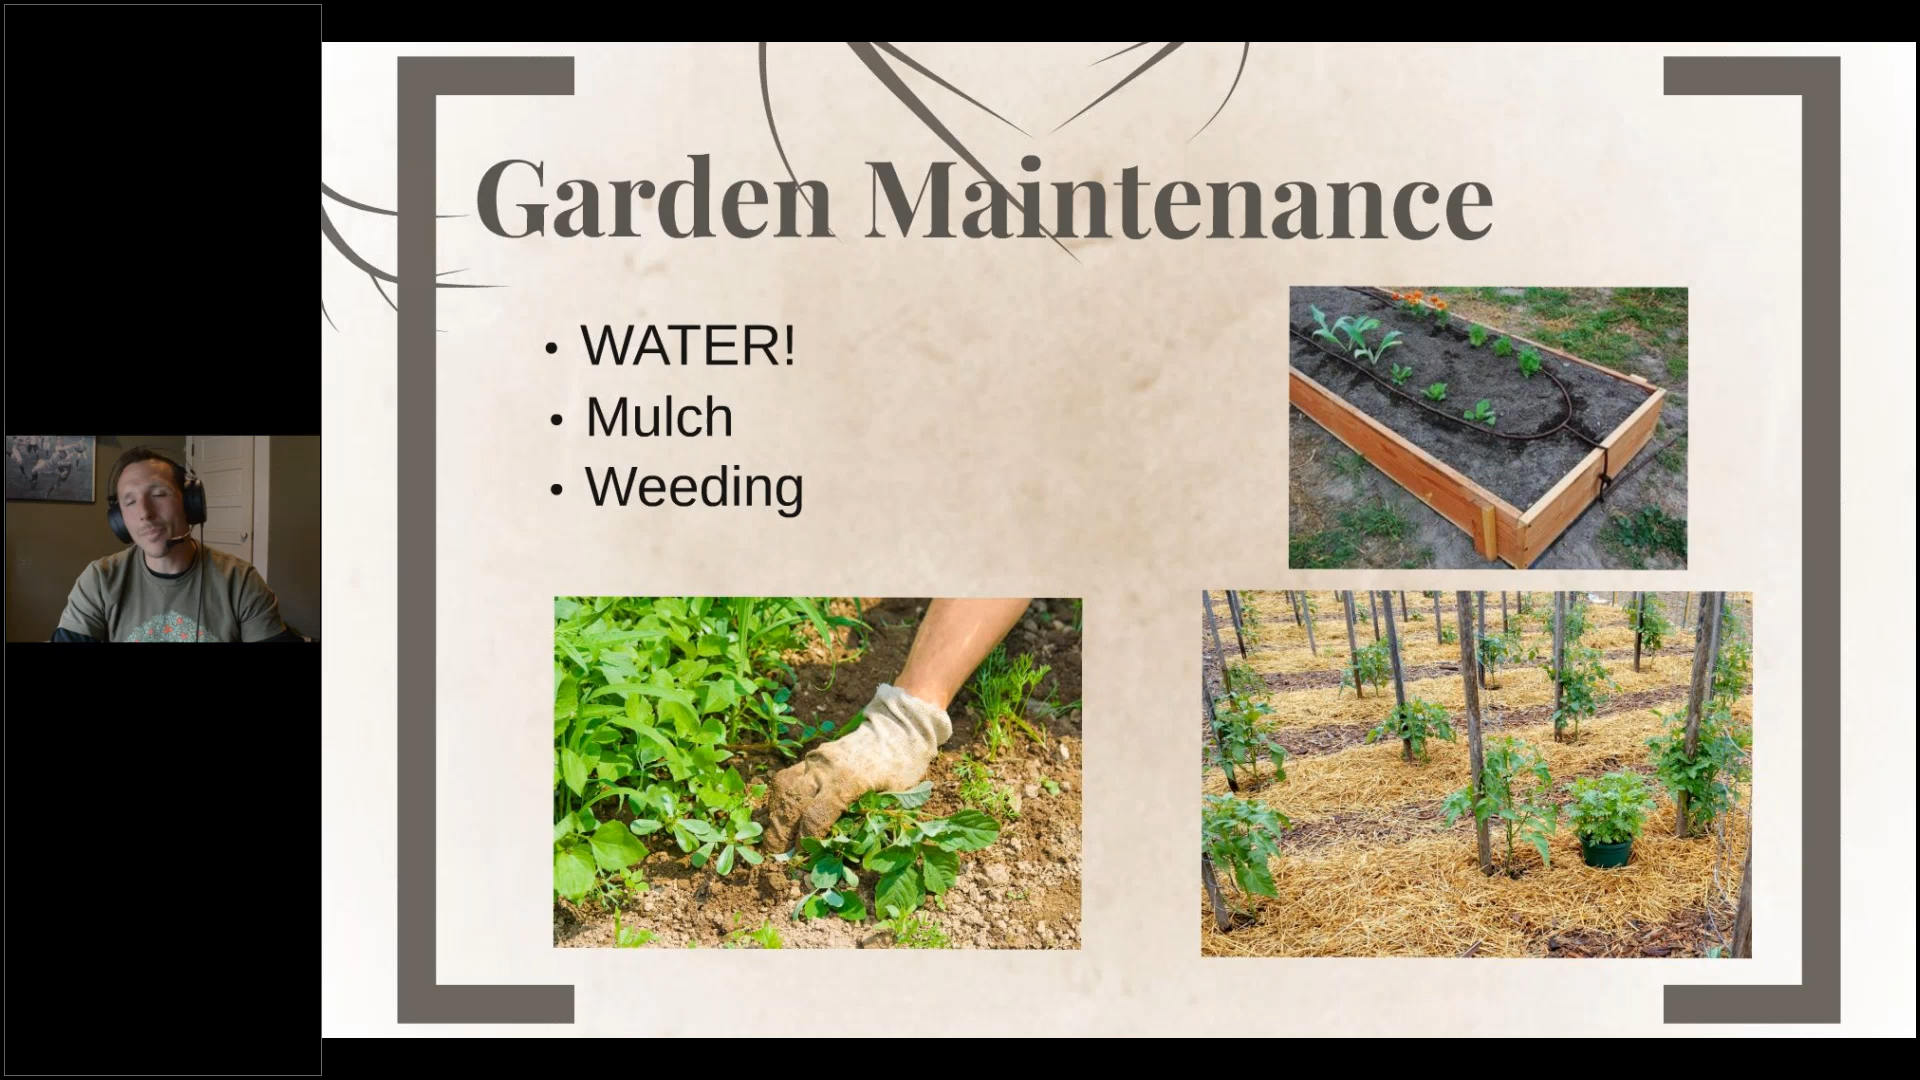 Garden Maintenance
• WATER!
• Mulch
• Weeding